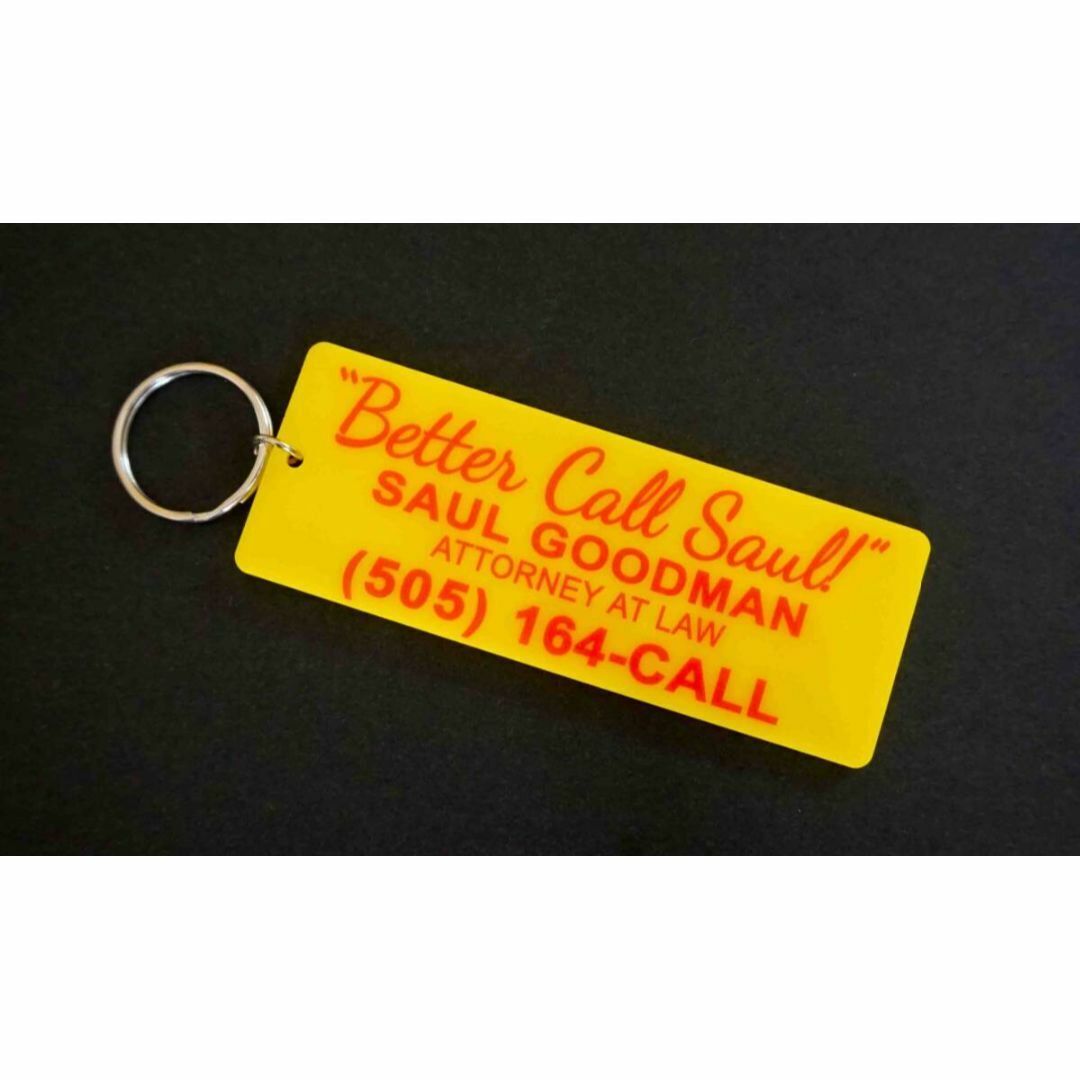 "Better Call Saul!"
SAUL GOODMAN
ATTORNEY AT LAW
(505) 164-CALL